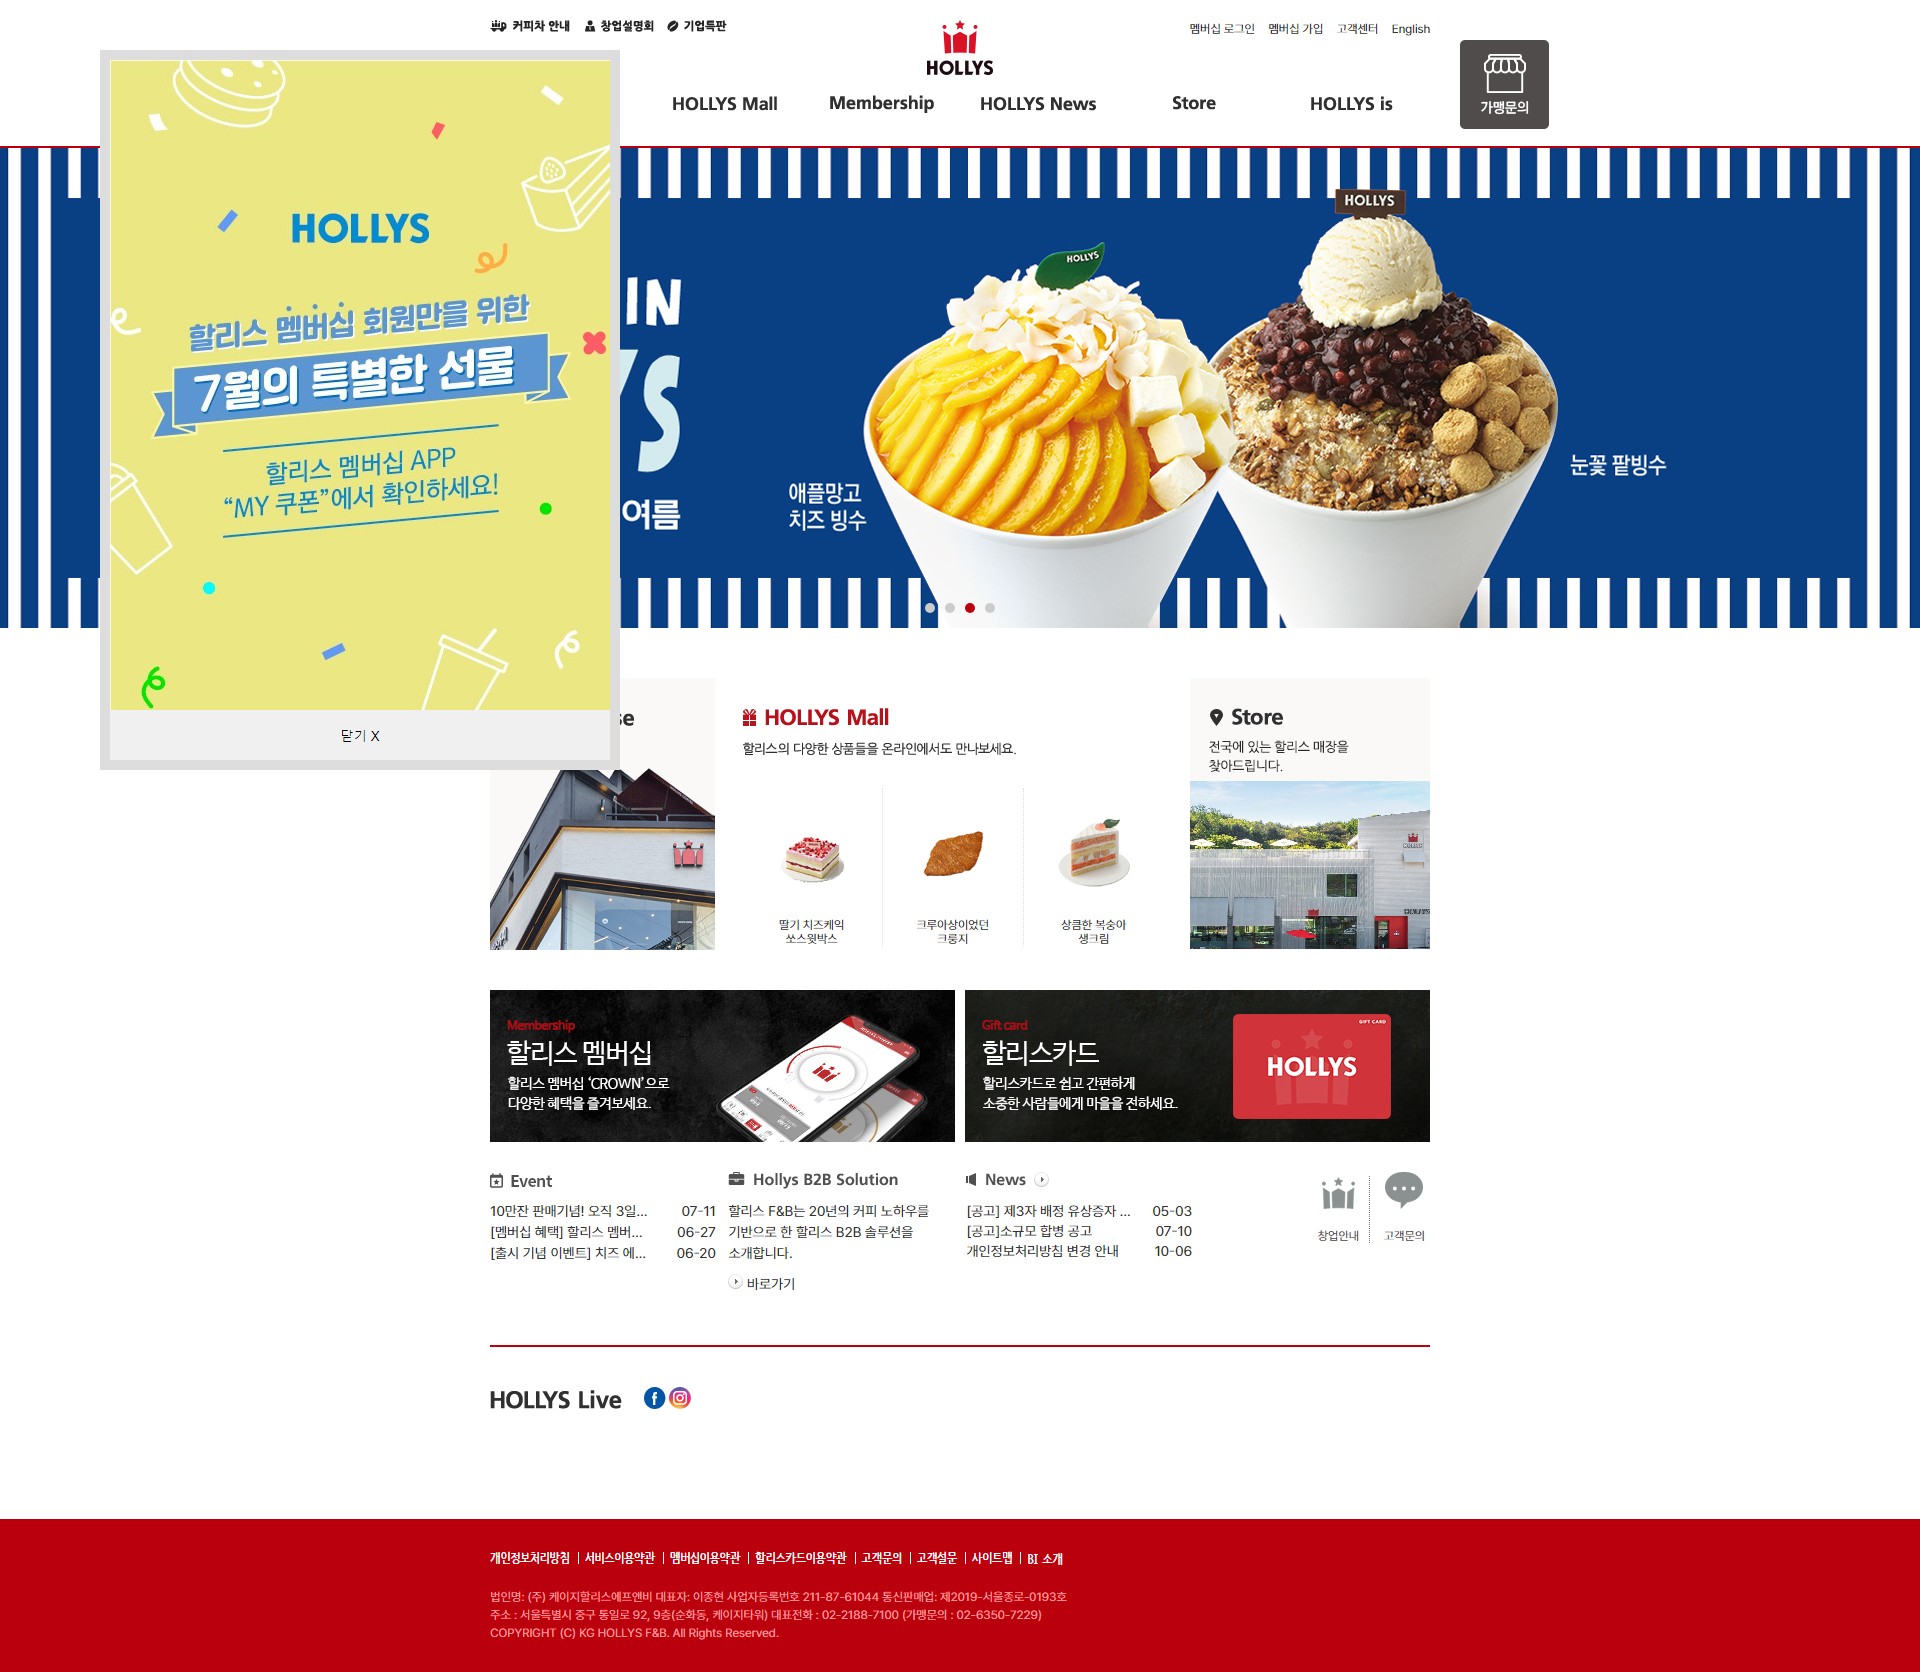 커피차 안내
창업설명회
기업특판
HOLLYS
멤버십 로그인
멤버십 가입
고객센터
English
HOLLYS Mall
Membership
HOLLYS News
Store
HOLLYS is
가맹문의
HOLLYS
할리스 멤버십 회원만을 위한
7월의 특별한 선물
할리스 멤버십 APP
“MY 쿠폰”에서 확인하세요!
닫기 X
IN
YS
여름
애플망고
치즈 빙수
HOLLYS
HOLLYS
눈꽃 팥빙수
se
HOLLYS Mall
할리스의 다양한 상품들을 온라인에서도 만나보세요.
딸기 치즈케익
쏘스윗박스
크루아상이었던
크룽지
상큼한 복숭아
생크림
Store
전국에 있는 할리스 매장을
찾아드립니다.
HOLLYS
Membership
할리스 멤버십
할리스 멤버십 ‘CROWN’으로
다양한 혜택을 즐겨보세요.
Gift card
할리스카드
할리스카드로 쉽고 간편하게
소중한 사람들에게 마음을 전하세요.
GIFT CARD
HOLLYS
Event
10만잔 판매기념! 오직 3일... 07-11
[멤버십 혜택] 할리스 멤버... 06-27
[출시 기념 이벤트] 치즈 에... 06-20
Hollys B2B Solution
할리스 F&B는 20년의 커피 노하우를
기반으로 한 할리스 B2B 솔루션을
소개합니다.
바로가기
News
[공고] 제3자 배정 유상증자 ... 05-03
[공고]소규모 합병 공고 07-10
개인정보처리방침 변경 안내 10-06
창업안내
고객문의
HOLLYS Live
개인정보처리방침 | 서비스이용약관 | 멤버십이용약관 | 할리스카드이용약관 | 고객문의 | 고객설문 | 사이트맵 | BI 소개
법인명: (주) 케이지할리스에프앤비 대표자: 이종현 사업자등록번호 211-87-61044 통신판매업: 제2019-서울종로-0193호
주소 : 서울특별시 중구 통일로 92, 9층(순화동, 케이지타워) 대표전화 : 02-2188-7100 (가맹문의 : 02-6350-7229)
COPYRIGHT (C) KG HOLLYS F&B. All Rights Reserved.